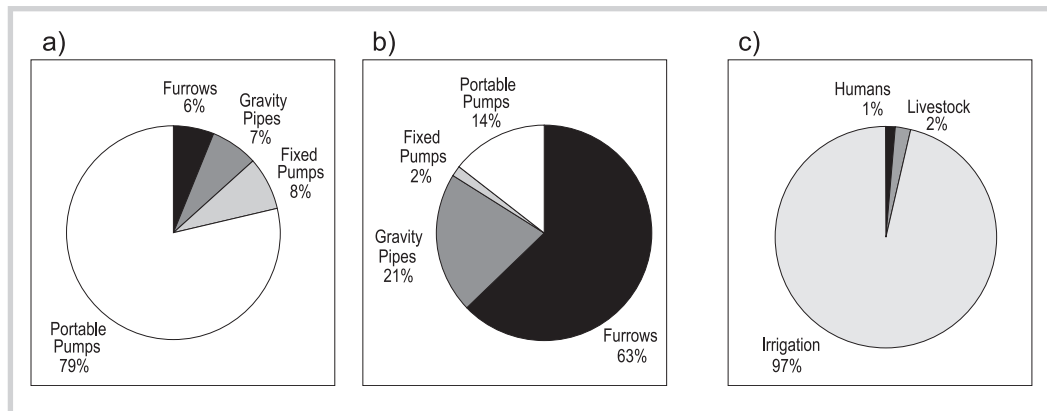 a)
Furrows
6%
Gravity
Pipes
7%
Fixed
Pumps
8%
Portable
Pumps
79%
b)
Portable
Pumps
14%
Fixed
Pumps
2%
Gravity
Pipes
21%
Furrows
63%
c)
Humans
1%
Livestock
2%
Irrigation
97%